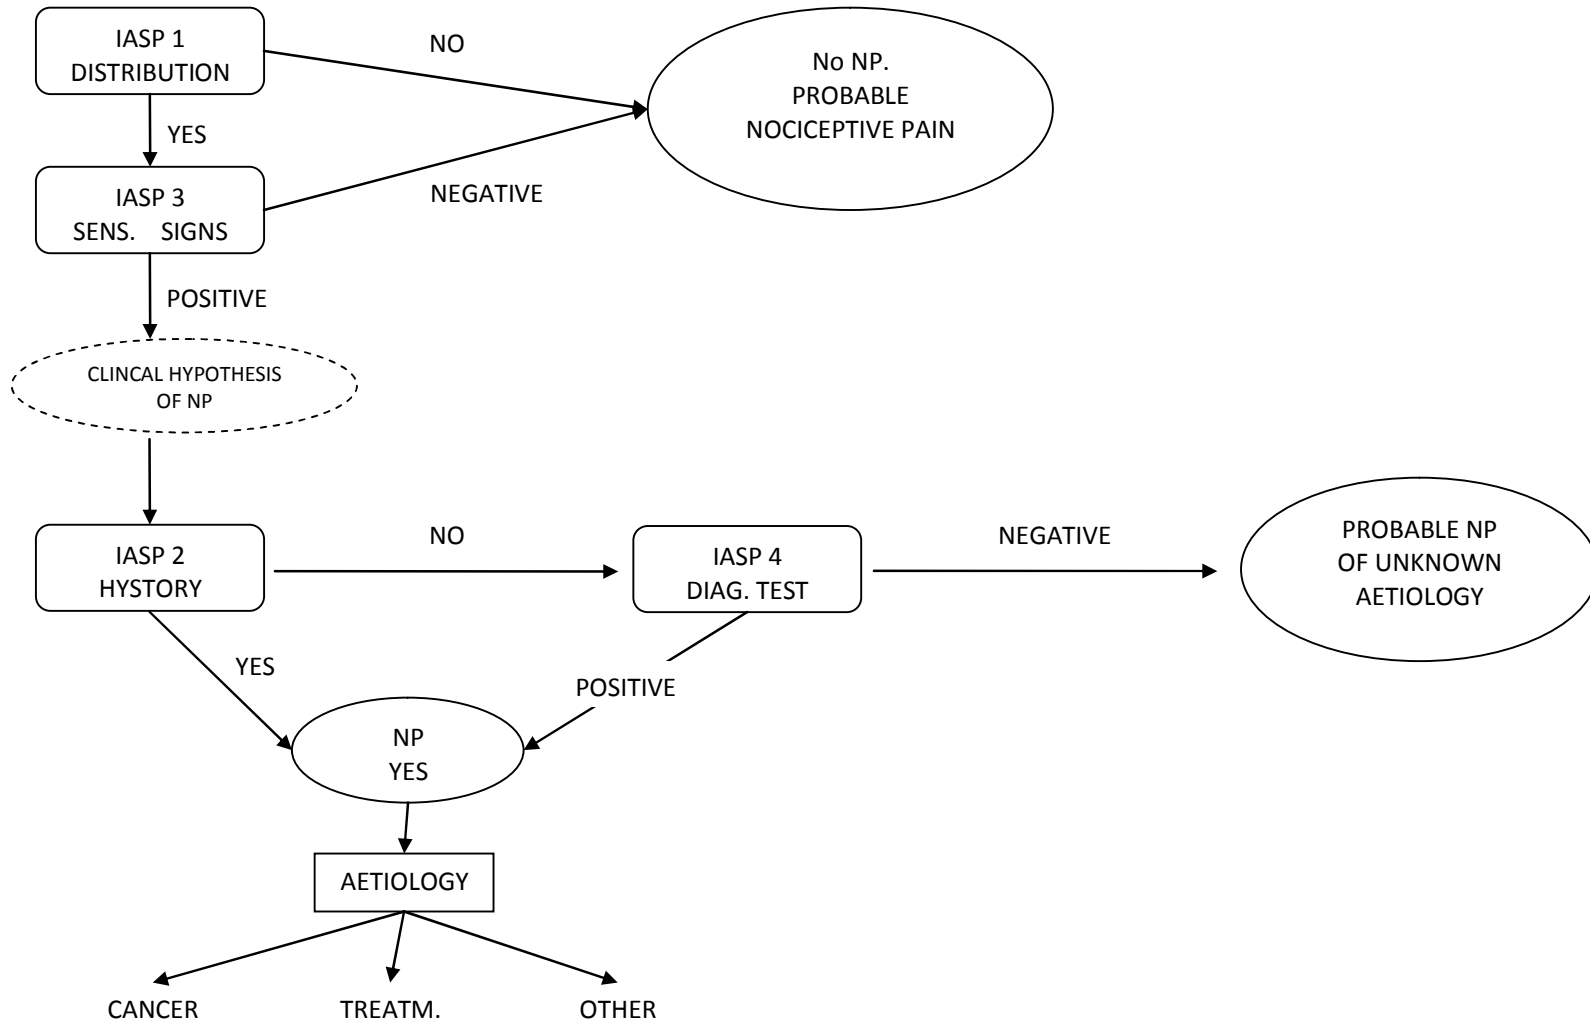 IASP 1
DISTRIBUTION
NO
No NP.
PROBABLE
NOCICEPTIVE PAIN
YES
IASP 3
SENS. SIGNS
NEGATIVE
POSITIVE
CLINCAL HYPOTHESIS
OF NP
IASP 2
HYSTORY
NO
IASP 4
DIAG. TEST
NEGATIVE
PROBABLE NP
OF UNKNOWN
AETIOLOGY
YES
POSITIVE
NP
YES
AETIOLOGY
CANCER
TREATM.
OTHER